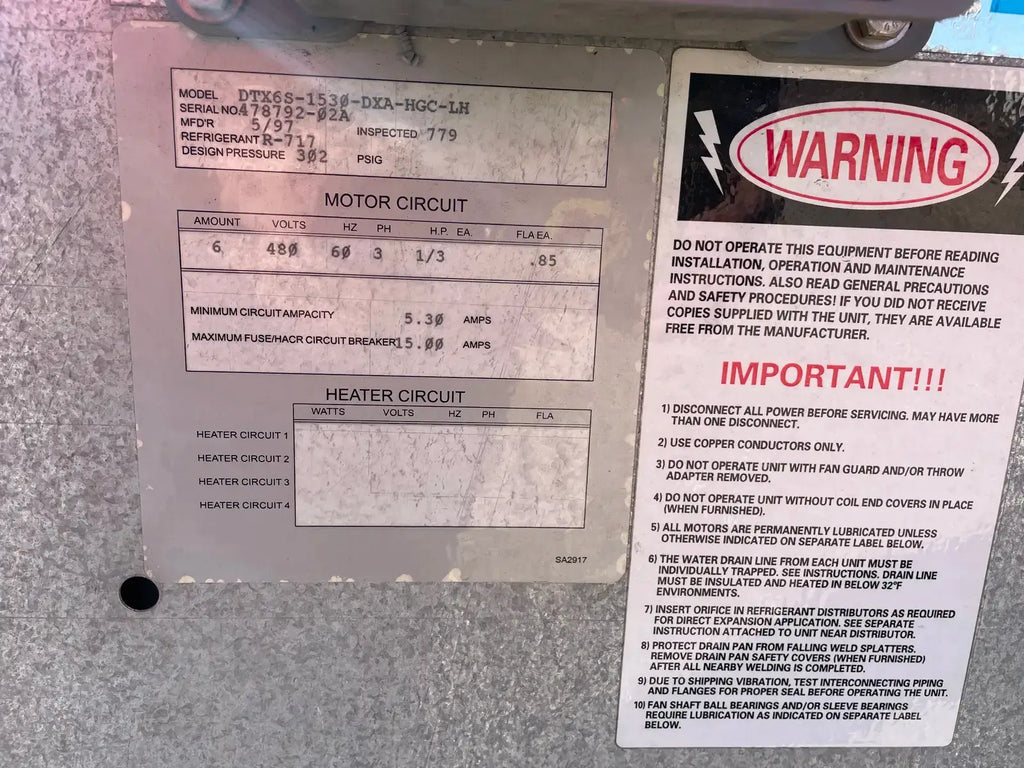 MODEL DTX6S-1530-DXA-HGC-LH
SERIAL NO. 478792-02A
MFD'R 5/97 INSPECTED 779
REFRIGERANT R-717
DESIGN PRESSURE 302 PSIG
MOTOR CIRCUIT
AMOUNT VOLTS HZ PH H.P. EA. FLA EA.
6 480 60 3 1/3 .85
MINIMUM CIRCUIT AMPACITY 5.30 AMPS
MAXIMUM FUSE/HACR CIRCUIT BREAKER 15.00 AMPS
HEATER CIRCUIT
WATTS VOLTS HZ PH FLA
HEATER CIRCUIT 1
HEATER CIRCUIT 2
HEATER CIRCUIT 3
HEATER CIRCUIT 4
SA2917
WARNING
DO NOT OPERATE THIS EQUIPMENT BEFORE READING
INSTALLATION, OPERATION AND MAINTENANCE
INSTRUCTIONS. ALSO READ GENERAL PRECAUTIONS
AND SAFETY PROCEDURES! IF YOU DID NOT RECEIVE
COPIES SUPPLIED WITH THE UNIT, THEY ARE AVAILABLE
FREE FROM THE MANUFACTURER.
IMPORTANT!!!
1) DISCONNECT ALL POWER BEFORE SERVICING. MAY HAVE MORE
THAN ONE DISCONNECT.
2) USE COPPER CONDUCTORS ONLY.
3) DO NOT OPERATE UNIT WITH FAN GUARD AND/OR THROW
ADAPTER REMOVED.
4) DO NOT OPERATE UNIT WITHOUT COIL END COVERS IN PLACE
(WHEN FURNISHED).
5) ALL MOTORS ARE PERMANENTLY LUBRICATED UNLESS
OTHERWISE INDICATED ON SEPARATE LABEL BELOW.
6) THE WATER DRAIN LINE FROM EACH UNIT MUST BE
INDIVIDUALLY TRAPPED. SEE INSTRUCTIONS. DRAIN LINE
MUST BE INSULATED AND HEATED IN BELOW 32°F
ENVIRONMENTS.
7) INSERT ORIFICE IN REFRIGERANT DISTRIBUTORS AS REQUIRED
FOR DIRECT EXPANSION APPLICATION. SEE SEPARATE
INSTRUCTION ATTACHED TO UNIT NEAR DISTRIBUTOR.
8) PROTECT DRAIN PAN FROM FALLING WELD SPLATTERS.
REMOVE DRAIN PAN SAFETY COVERS (WHEN FURNISHED)
AFTER ALL NEARBY WELDING IS COMPLETED.
9) DUE TO SHIPPING VIBRATION, TEST INTERCONNECTING PIPING
AND FLANGES FOR PROPER SEAL BEFORE OPERATING THE UNIT.
10) FAN SHAFT BALL BEARINGS AND/OR SLEEVE BEARINGS
REQUIRE LUBRICATION AS INDICATED ON SEPARATE LABEL
BELOW.